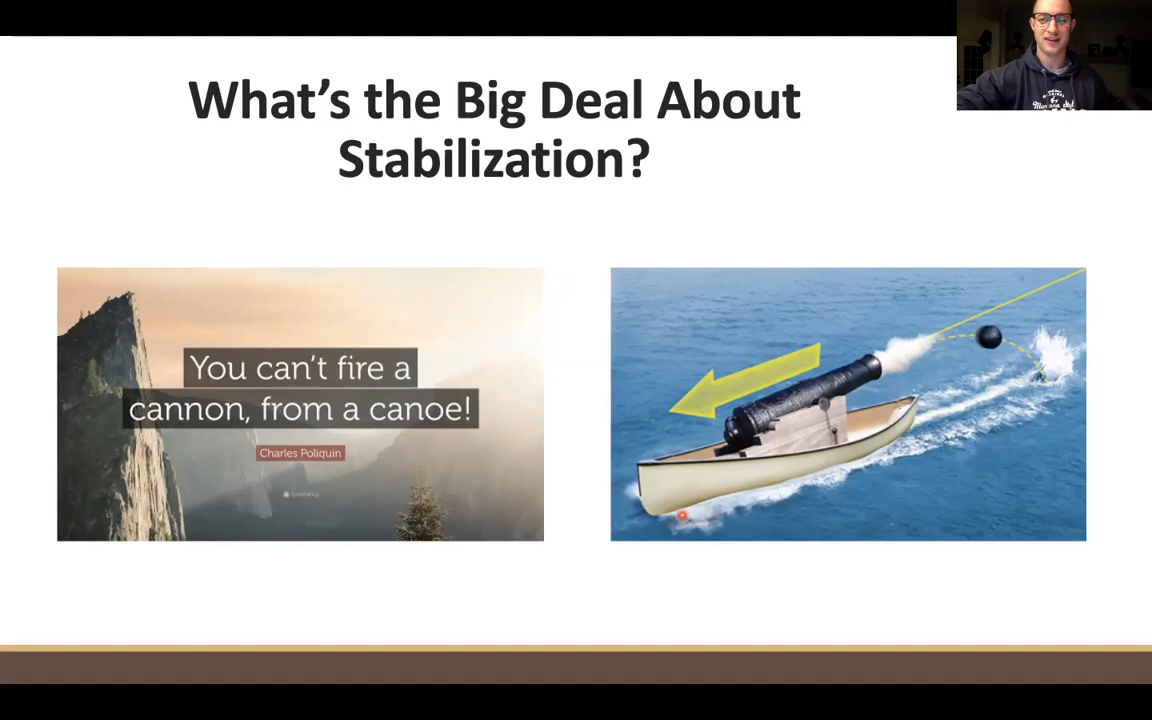 What's the Big Deal About
Stabilization?
You can't fire a
cannon, from a canoe!
Charles Poliquin